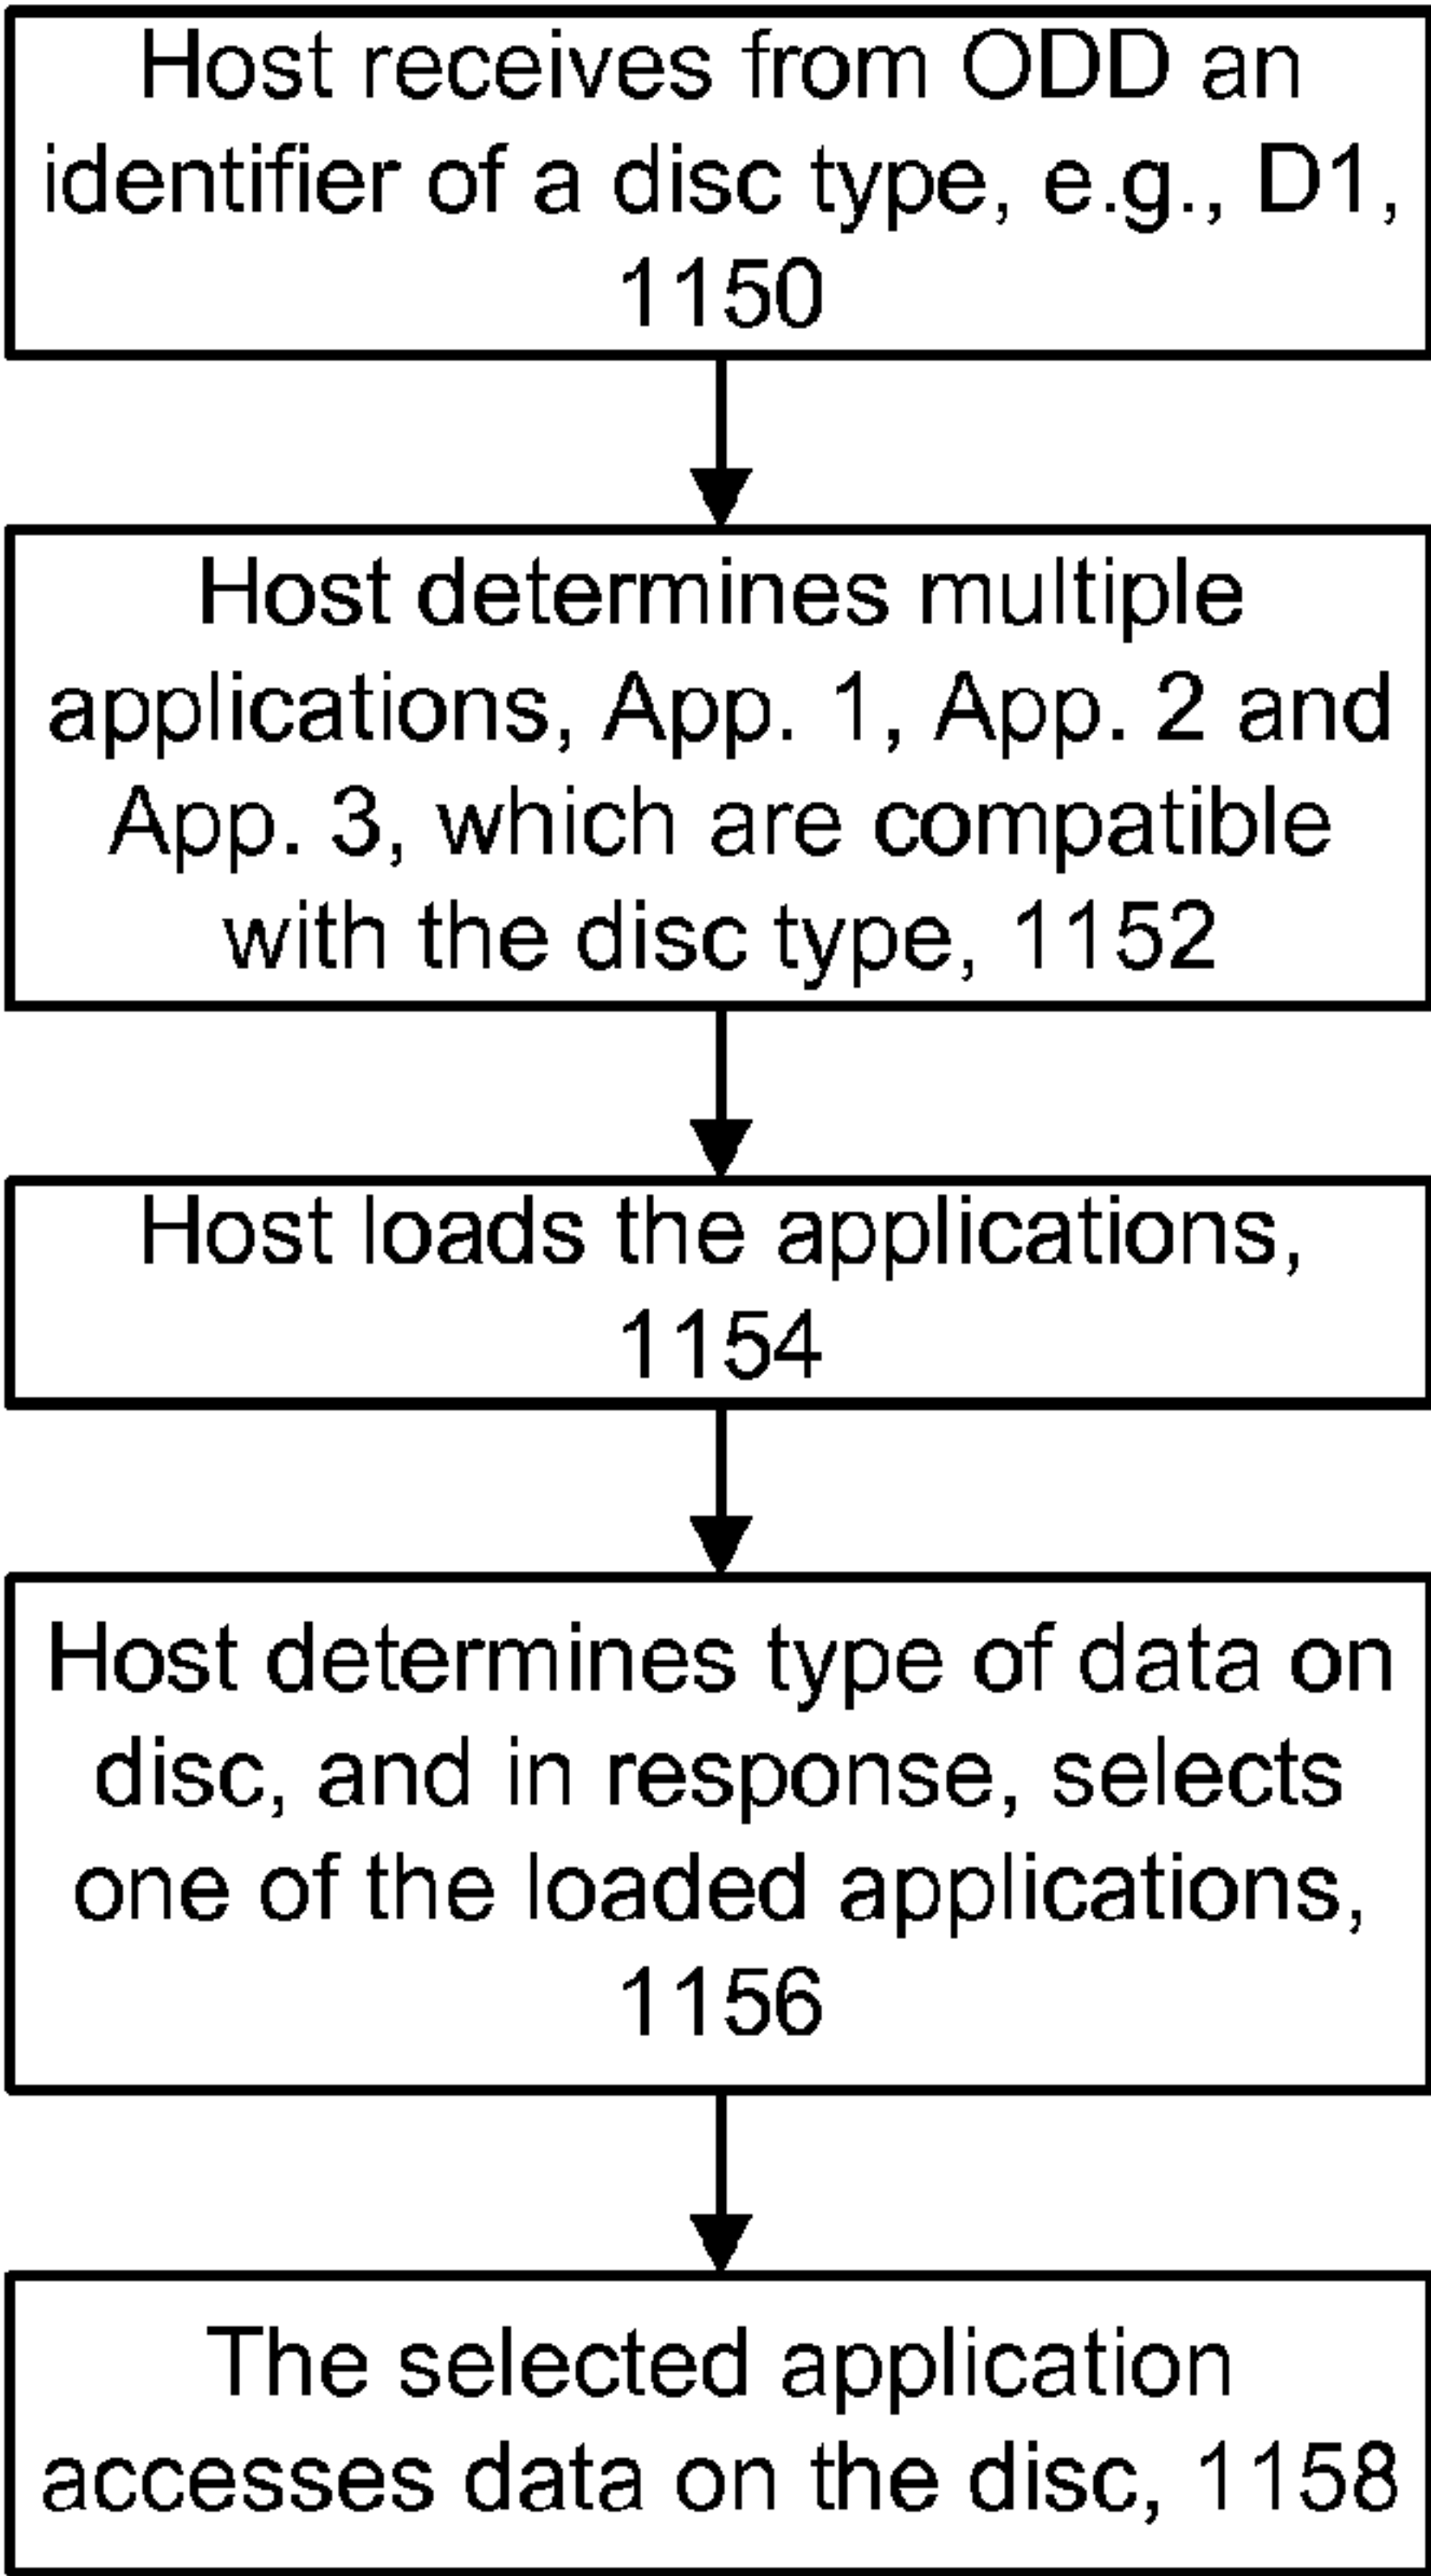 Host receives from ODD an
identifier of a disc type, e.g., D1,
1150
Host determines multiple
applications, App. 1, App. 2 and
App. 3, which are compatible
with the disc type, 1152
Host loads the applications,
1154
Host determines type of data on
disc, and in response, selects
one of the loaded applications,
1156
The selected application
accesses data on the disc, 1158